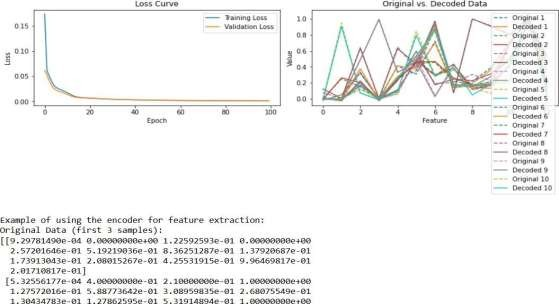 Loss Curve
Training Loss
Validation Loss
0.15
0.10
0.05
0.00
Loss
0
20
40
60
80
100
Epoch
Original vs. Decoded Data
1.0
0.8
0.6
0.4
0.2
0.0
Value
0
2
4
6
8
Feature
Original 1
Decoded 1
Original 2
Decoded 2
Original 3
Decoded 3
Original 4
Decoded 4
Original 5
Decoded 5
Original 6
Decoded 6
Original 7
Decoded 7
Original 8
Decoded 8
Original 9
Decoded 9
Original 10
Decoded 10
Example of using the encoder for feature extraction:
Original Data (first 3 samples):
[[9.29781490e-04 0.00000000e+00 1.22592593e-01 0.00000000e+00
2.57201646e-01 5.19219036e-01 8.36251287e-01 1.37920687e-01
1.73913043e-01 2.08015267e-01 4.25531915e-01 9.96469817e-01
2.01710817e-01]
[5.32556177e-04 4.00000000e-01 2.10000000e-01 1.00000000e+00
1.27572016e-01 5.88773642e-01 3.08959835e-01 2.68075549e-01
1.30434783e-01 1.27862595e-01 5.31914894e-01 1.00000000e+00